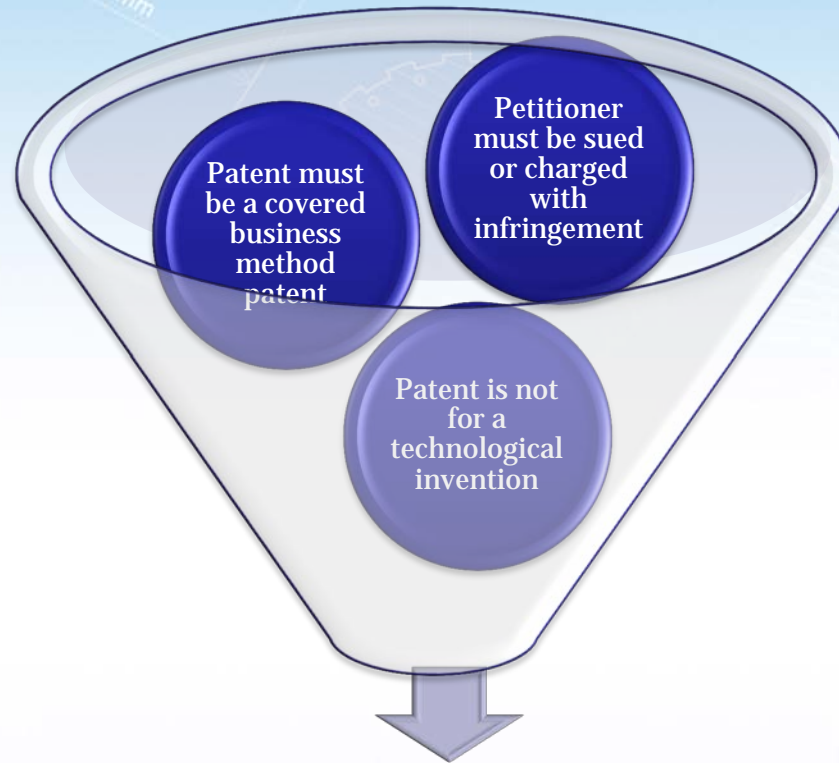 Patent must
be a covered
business
method
patent
Petitioner
must be sued
or charged
with
infringement
Patent is not
for a
technological
invention